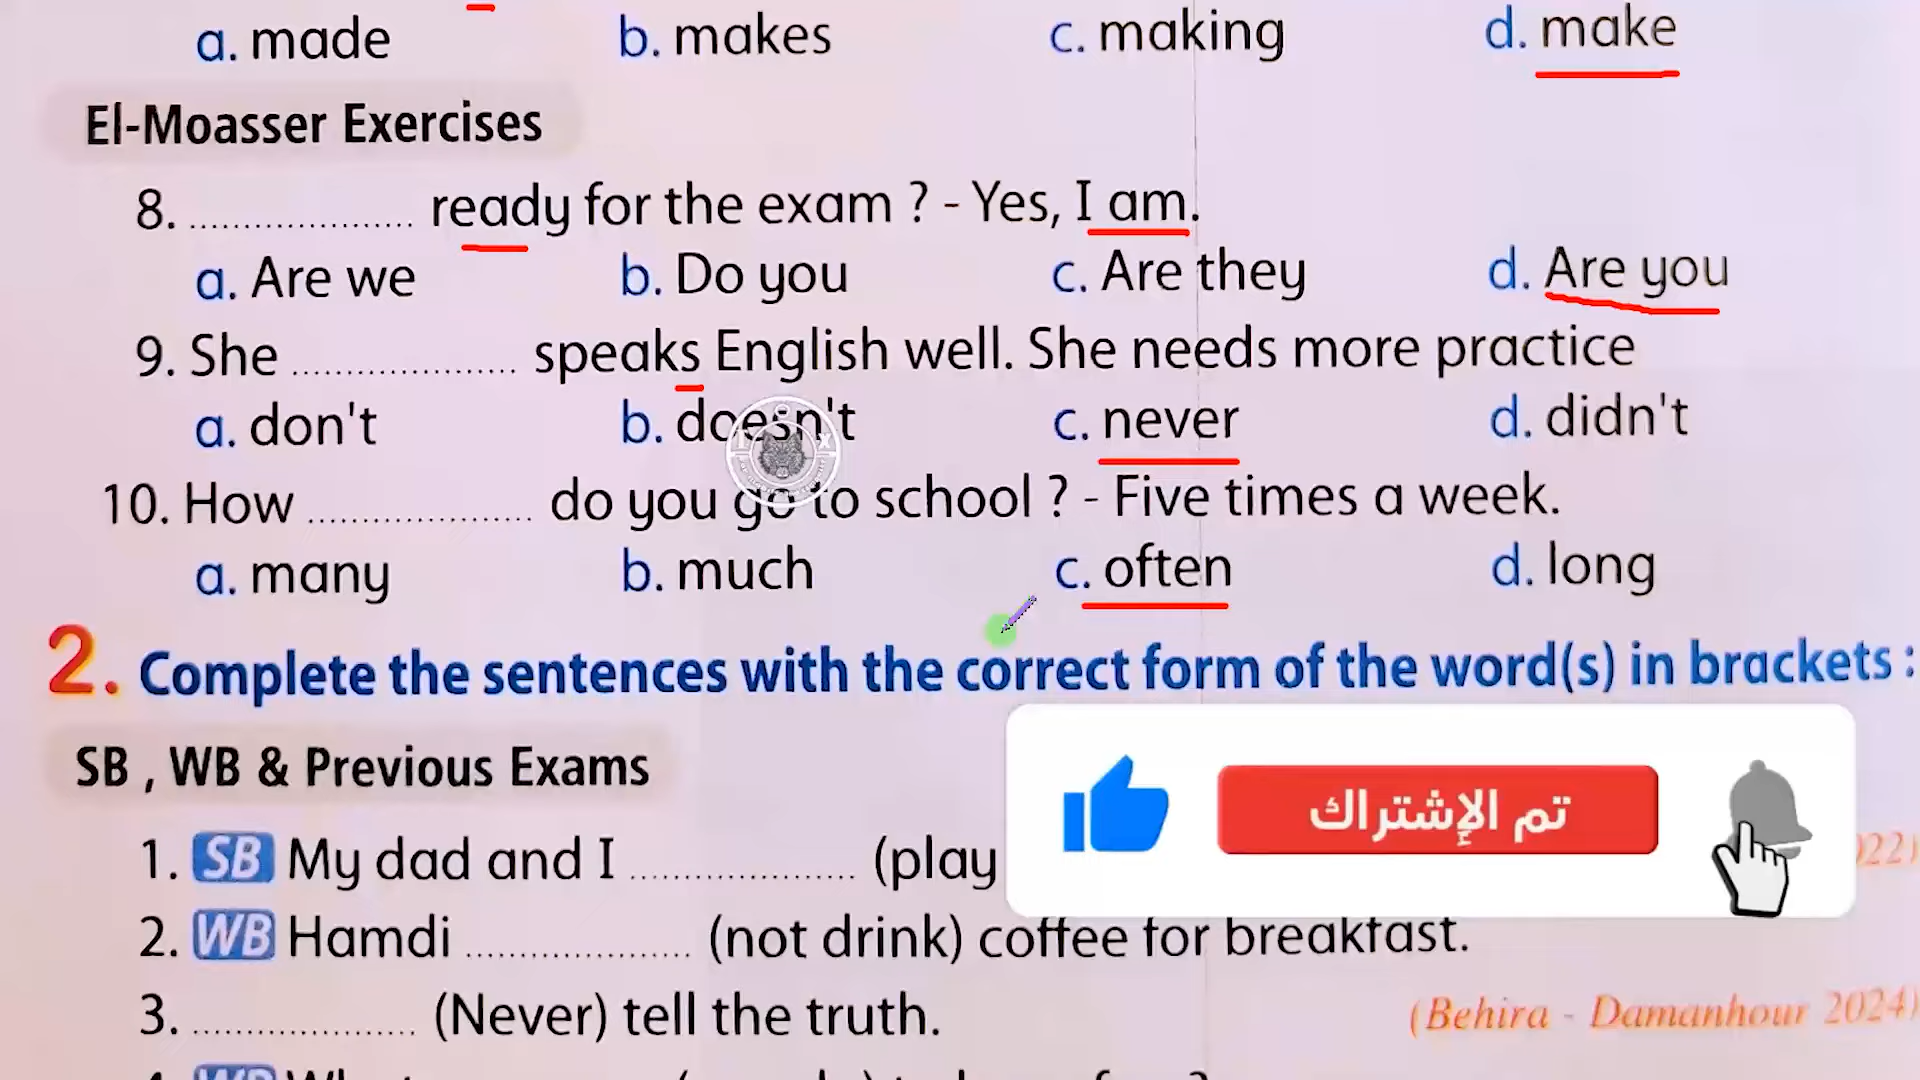 a. made b. makes c. making d. make
El-Moasser Exercises
8. .................... ready for the exam ? - Yes, I am.
a. Are we b. Do you c. Are they d. Are you
9. She .................... speaks English well. She needs more practice
a. don't b. doesn't c. never d. didn't
10. How .................... do you go to school ? - Five times a week.
a. many b. much c. often d. long
2. Complete the sentences with the correct form of the word(s) in brackets :
SB , WB & Previous Exams
تم الإشتراك
1. SB My dad and I .................... (play 022)
2. WB Hamdi .................... (not drink) coffee for breakfast.
3. .................... (Never) tell the truth. (Behira - Damanhour 2024)